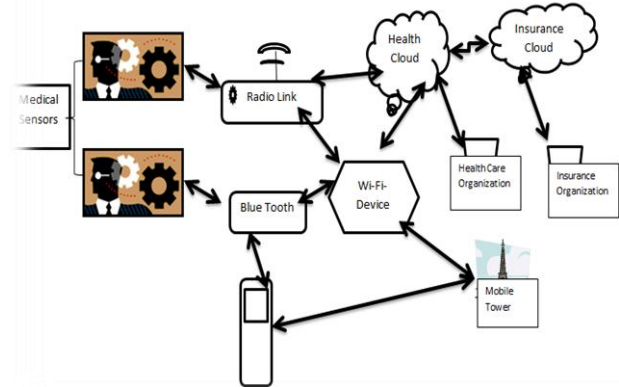 Medical
Sensors
Radio Link
Health
Cloud
Insurance
Cloud
HealthCare
Organization
Insurance
Organization
Wi-Fi-
Device
Blue Tooth
Mobile
Tower